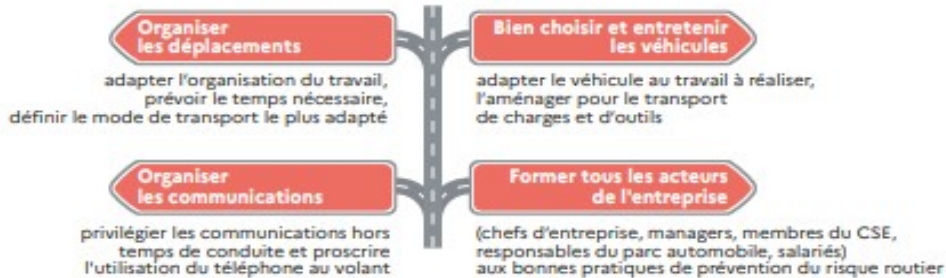 Organiser
les déplacements
adapter l'organisation du travail,
prévoir le temps nécessaire,
définir le mode de transport le plus adapté
Bien choisir et entretenir
les véhicules
adapter le véhicule au travail à réaliser,
l'aménager pour le transport
de charges et d'outils
Organiser
les communications
privilégier les communications hors
temps de conduite et proscrire
l'utilisation du téléphone au volant
Former tous les acteurs
de l'entreprise
(chefs d'entreprise, managers, membres du CSE,
responsables du parc automobile, salariés)
aux bonnes pratiques de prévention du risque routier